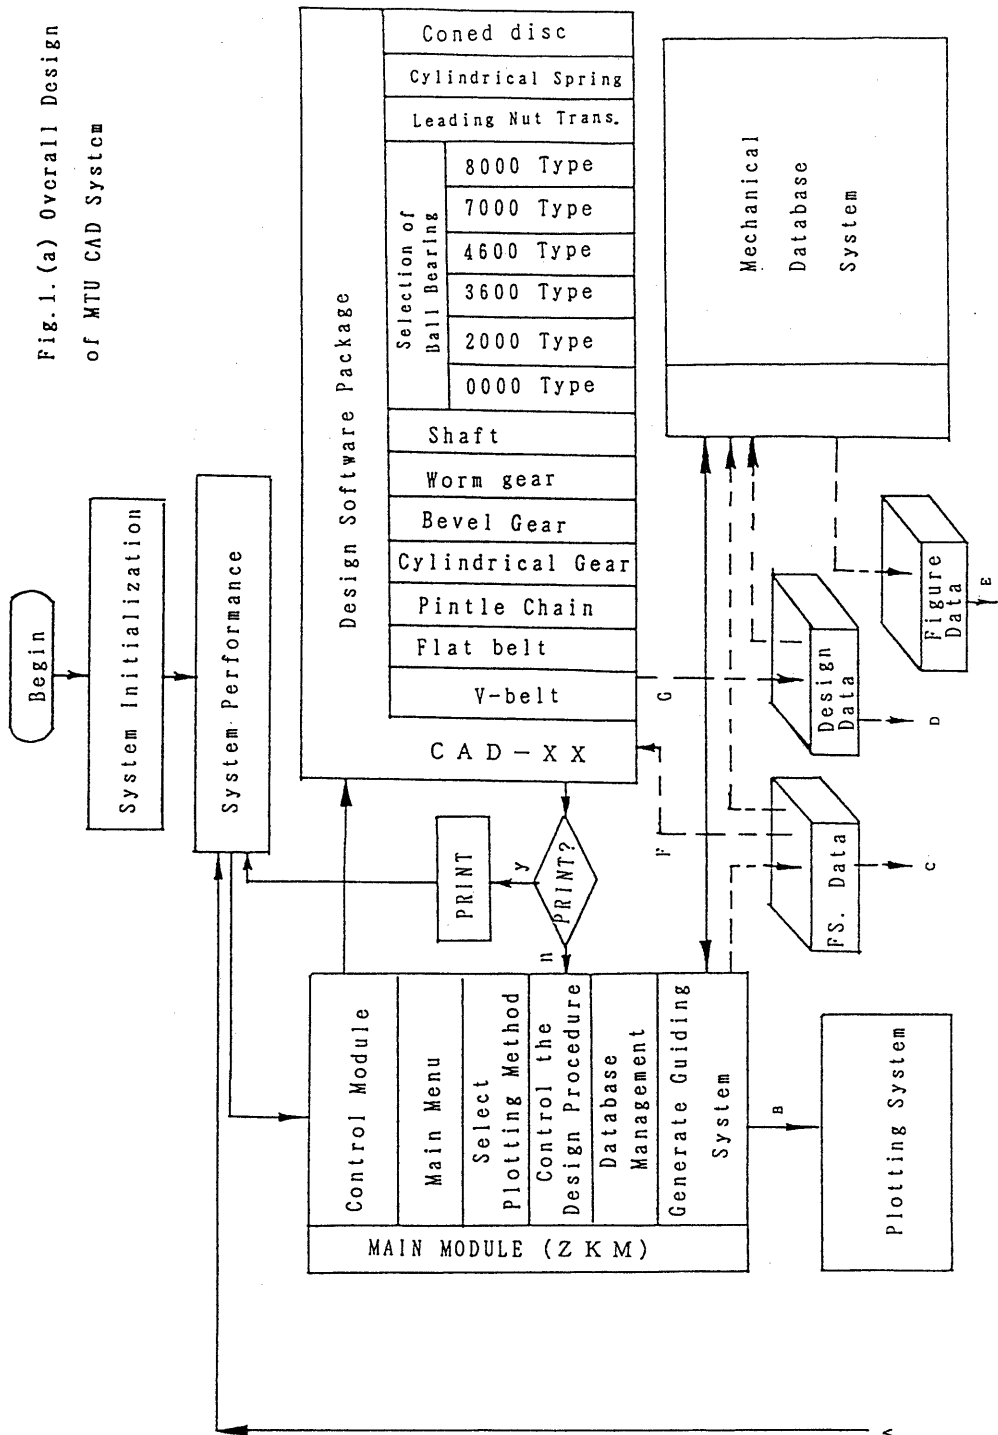 Fig.1.(a) Overall Design
of MTU CAD System
Begin
System Initialization
System Performance
Design Software Package
Coned disc
Cylindrical Spring
Leading Nut Trans.
Selection of
Ball Bearing
8000 Type
7000 Type
4600 Type
3600 Type
2000 Type
0000 Type
Shaft
Worm gear
Bevel Gear
Cylindrical Gear
Pintle Chain
Flat belt
V-belt
CAD-XX
PRINT
y
PRINT?
n
Control Module
Main Menu
Select
Plotting Method
Control the
Design Procedure
Database
Management
Generate Guiding
System
MAIN MODULE (ZKM)
Mechanical
Database
System
G
F
Figure
Data
E
Design
Data
D
FS. Data
C
B
Plotting System
A